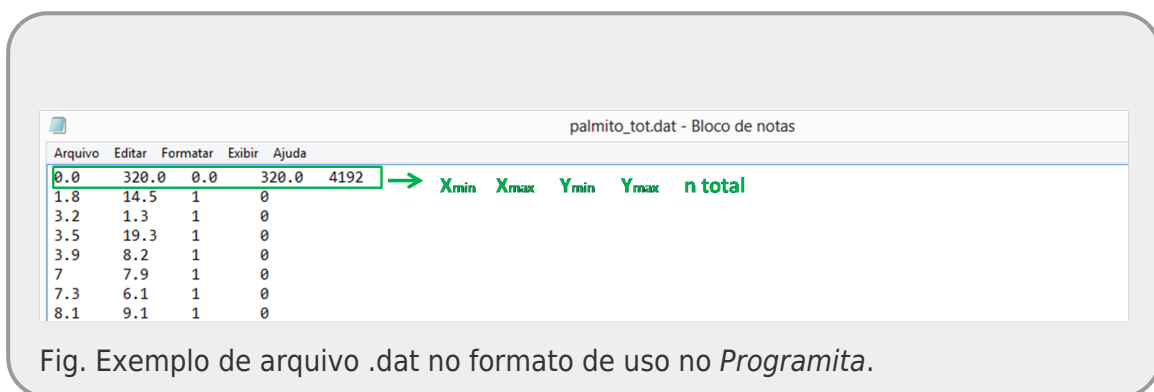 palmito_tot.dat - Bloco de notas
Arquivo Editar Formatar Exibir Ajuda
0.0 320.0 0.0 320.0 4192 → Xmin Xmax Ymin Ymax n total
1.8 14.5 1 0
3.2 1.3 1 0
3.5 19.3 1 0
3.9 8.2 1 0
7 7.9 1 0
7.3 6.1 1 0
8.1 9.1 1 0
Fig. Exemplo de arquivo .dat no formato de uso no Programita.